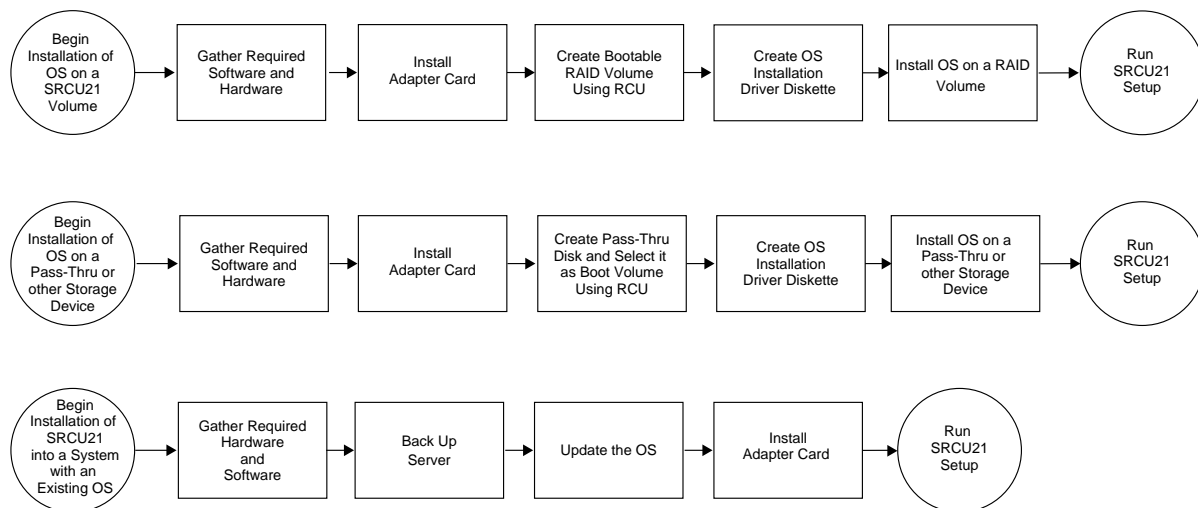 Begin
Installation of
OS on a
SRCU21
Volume
Gather Required
Software and
Hardware
Install
Adapter Card
Create Bootable
RAID Volume
Using RCU
Create OS
Installation
Driver Diskette
Install OS on a RAID
Volume
Run
SRCU21
Setup
Begin
Installation of
OS on a
Pass-Thru or
other Storage
Device
Gather Required
Software and
Hardware
Install
Adapter Card
Create Pass-Thru
Disk and Select it
as Boot Volume
Using RCU
Create OS
Installation
Driver Diskette
Install OS on a
Pass-Thru or
other Storage
Device
Run
SRCU21
Setup
Begin
Installation of
SRCU21
into a System
with an
Existing OS
Gather Required
Hardware
and
Software
Back Up
Server
Update the OS
Install
Adapter Card
Run
SRCU21
Setup